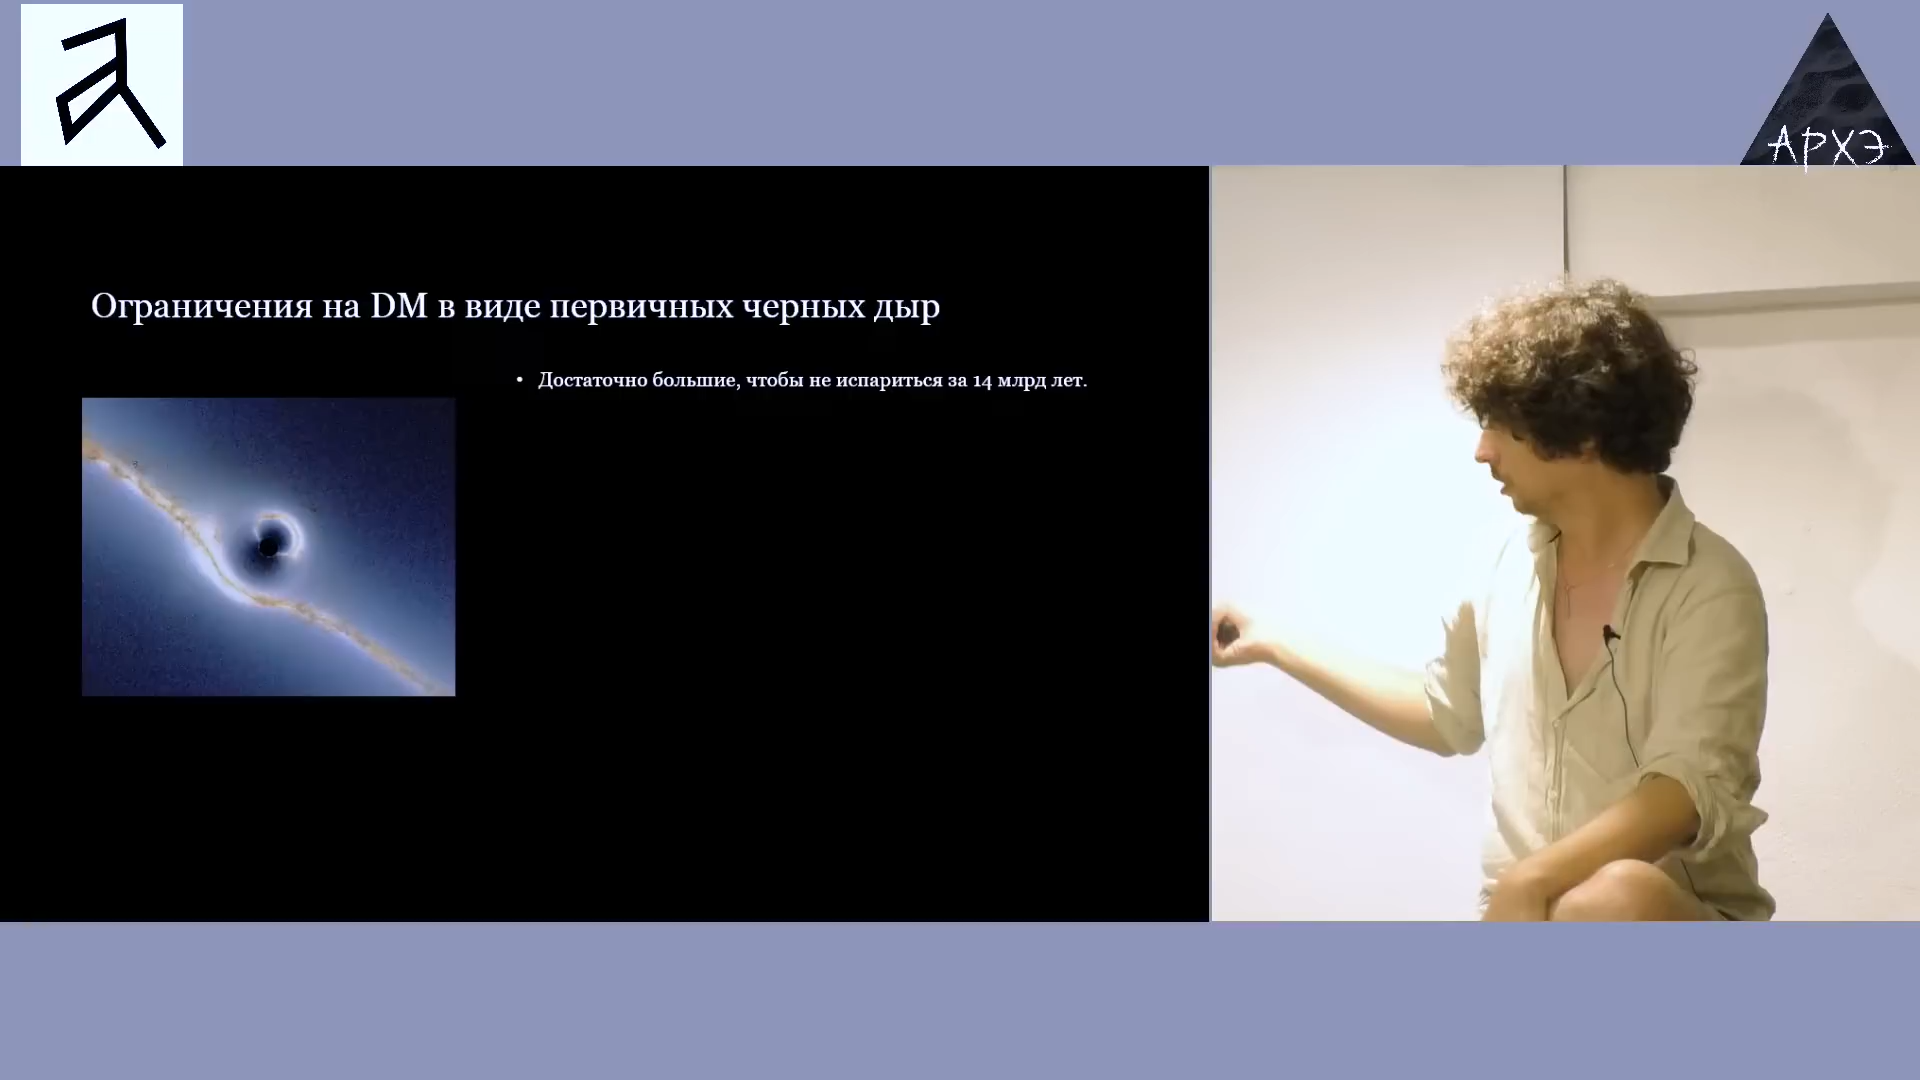 АРХЭ
Ограничения на DM в виде первичных черных дыр
• Достаточно большие, чтобы не испариться за 14 млрд лет.